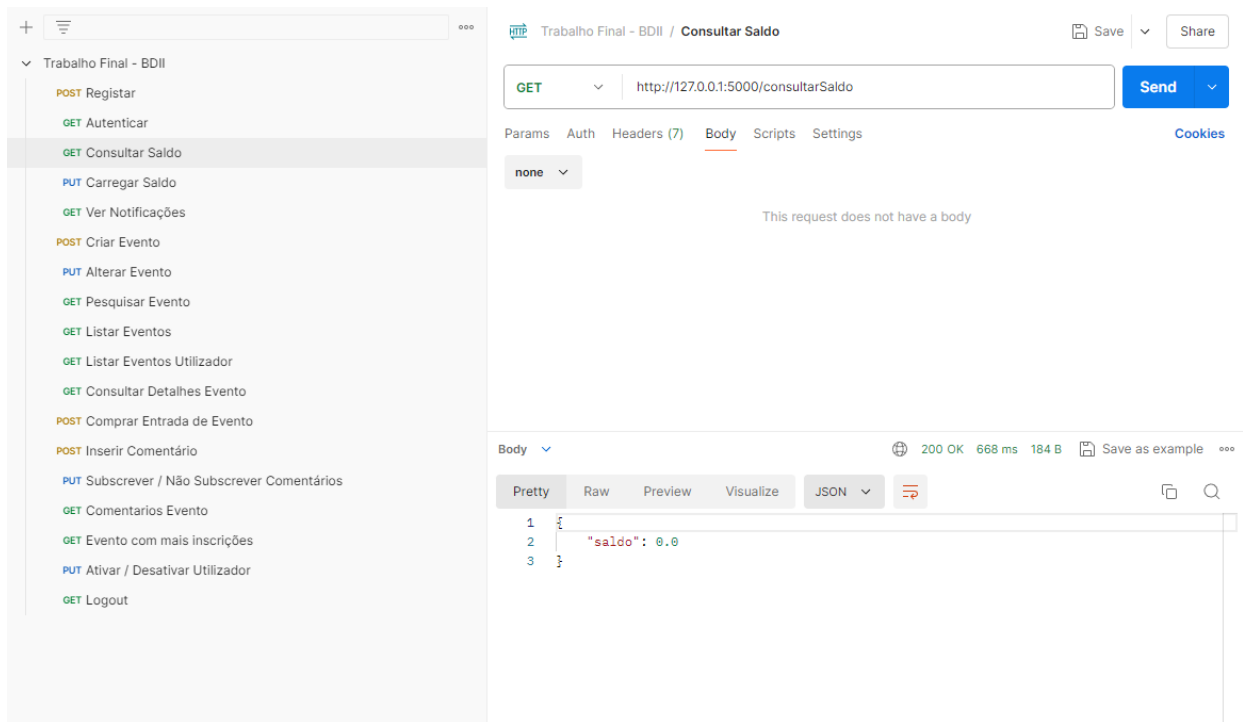 Trabalho Final - BDII
POST Registar
GET Autenticar
GET Consultar Saldo
PUT Carregar Saldo
GET Ver Notificações
POST Criar Evento
PUT Alterar Evento
GET Pesquisar Evento
GET Listar Eventos
GET Listar Eventos Utilizador
GET Consultar Detalhes Evento
POST Comprar Entrada de Evento
POST Inserir Comentário
PUT Subscrever / Não Subscrever Comentários
GET Comentarios Evento
GET Evento com mais inscrições
PUT Ativar / Desativar Utilizador
GET Logout
HTTP Trabalho Final - BDII / Consultar Saldo Save Share
GET http://127.0.0.1:5000/consultarSaldo Send
Params Auth Headers (7) Body Scripts Settings Cookies
none
This request does not have a body
Body 200 OK 668 ms 184 B Save as example
Pretty Raw Preview Visualize JSON
1 {
2 "saldo": 0.0
3 }